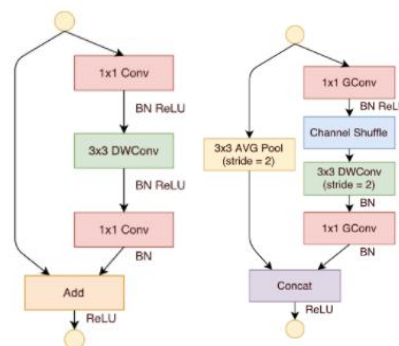 1x1 Conv
BN ReLU
3x3 DWConv
BN ReLU
1x1 Conv
BN
Add
ReLU
1x1 GConv
BN ReLU
Channel Shuffle
3x3 AVG Pool
(stride = 2)
3x3 DWConv
(stride = 2)
BN
1x1 GConv
BN
Concat
ReLU